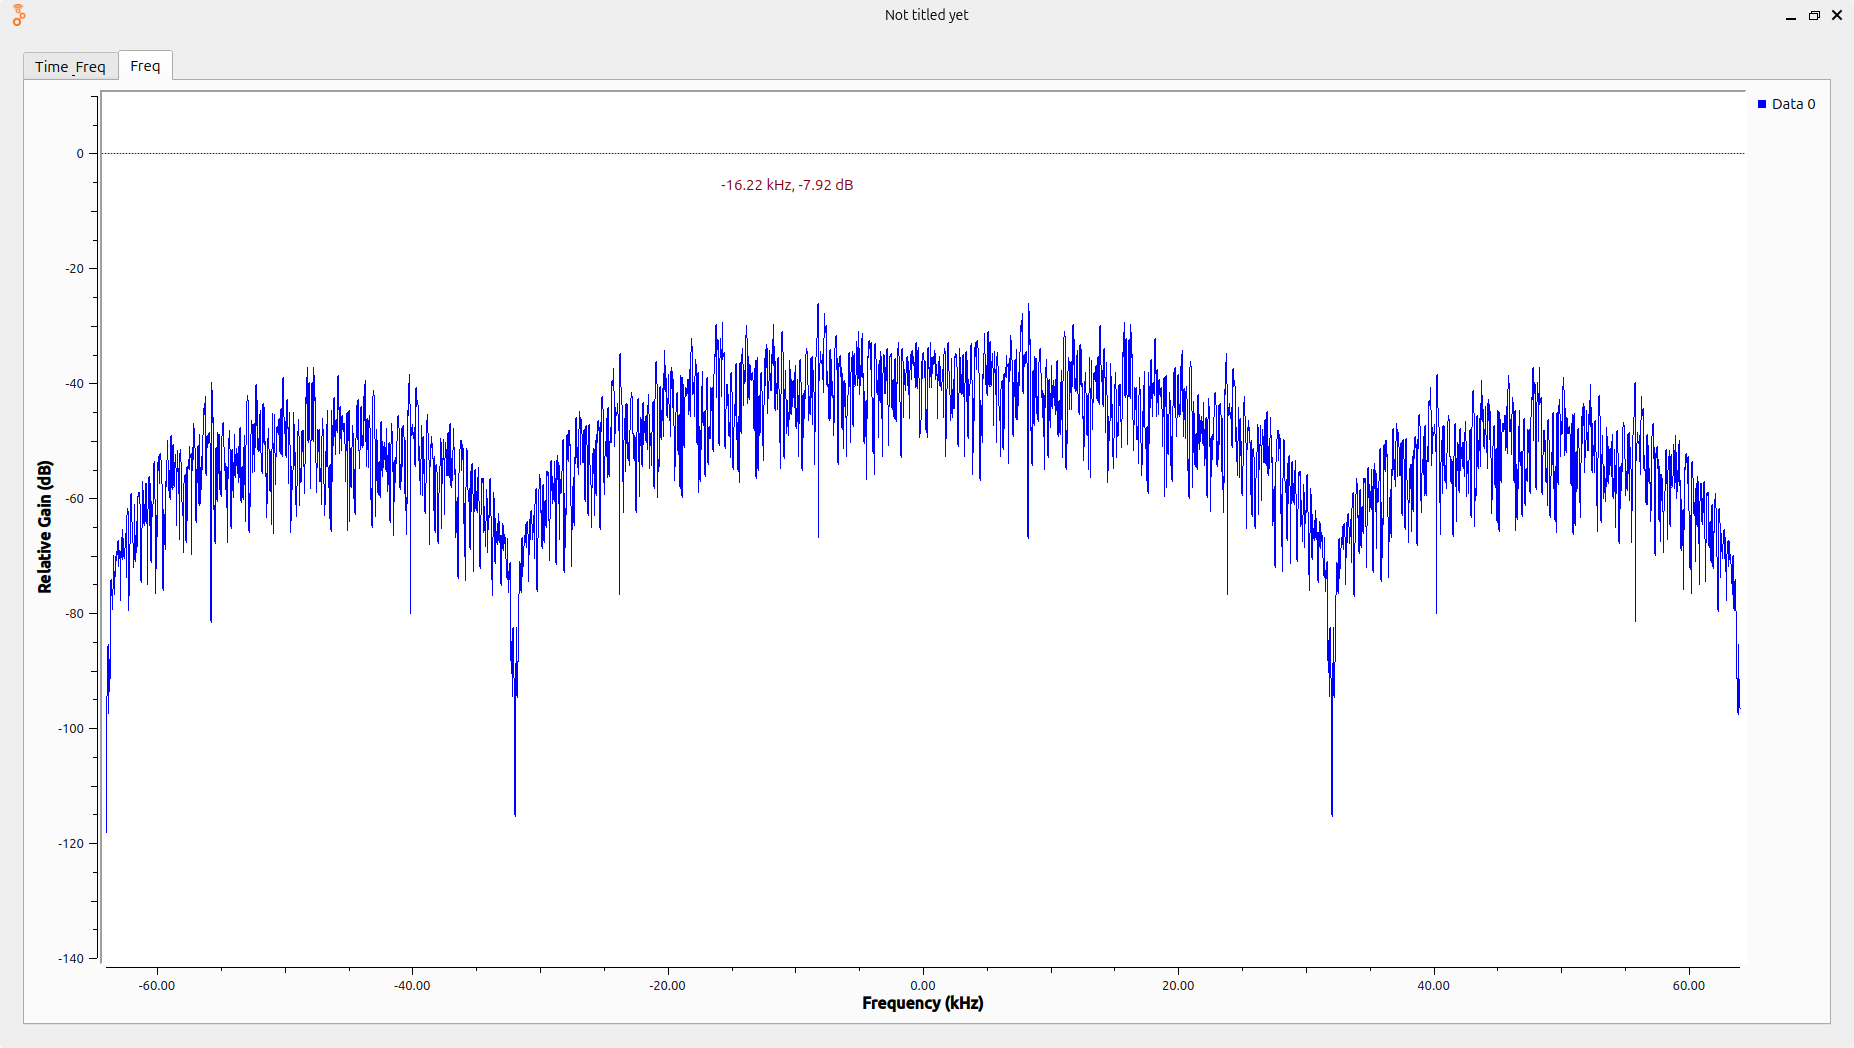 Not titled yet
Time_Freq
Freq
Data 0
-16.22 kHz, -7.92 dB
0
-20
-40
-60
-80
-100
-120
-140
Relative Gain (dB)
-60.00 -40.00 -20.00 0.00 20.00 40.00 60.00
Frequency (kHz)